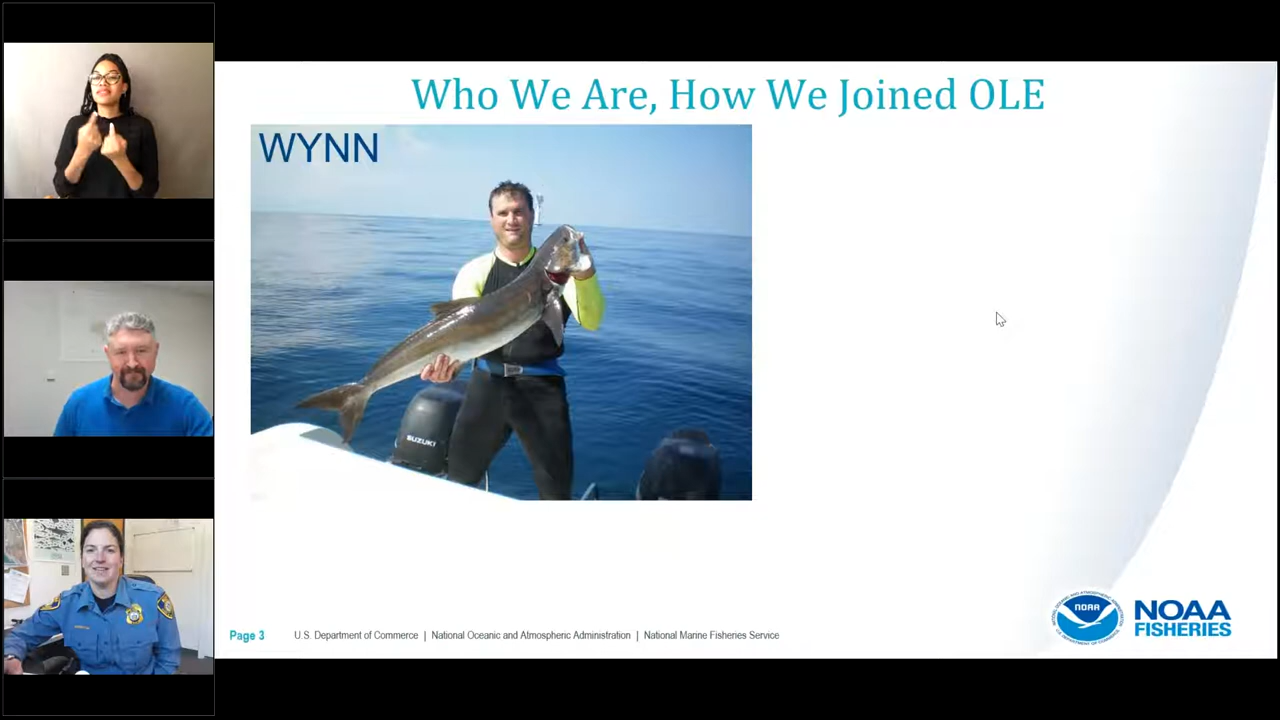 Who We Are, How We Joined OLE
WYNN
SUZUKI
Page 3 U.S. Department of Commerce | National Oceanic and Atmospheric Administration | National Marine Fisheries Service
NOAA
NOAA
FISHERIES